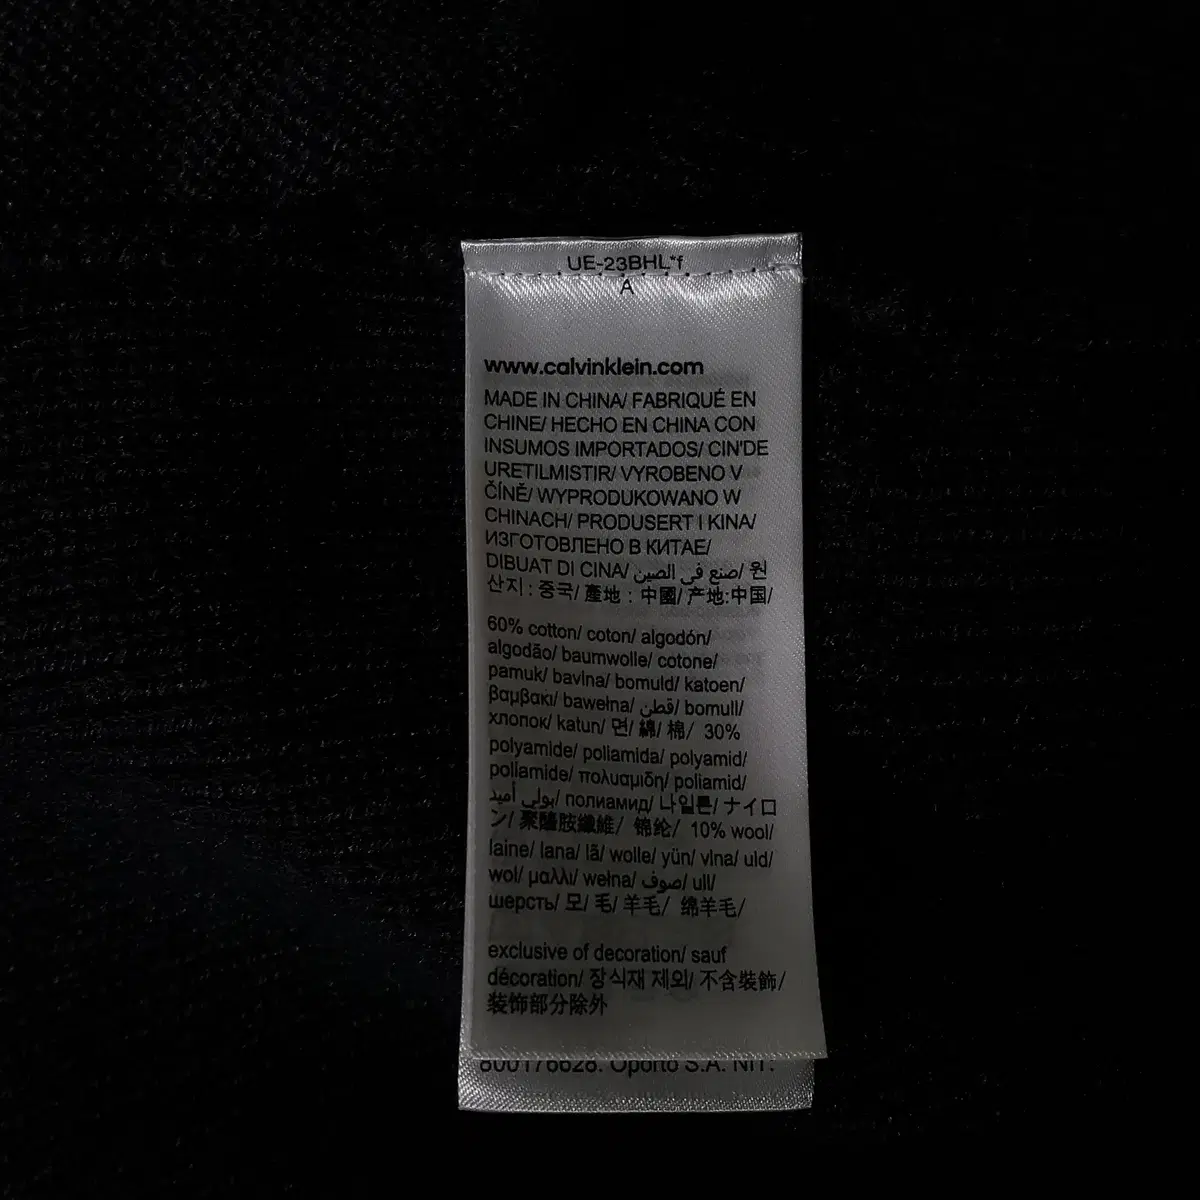 UE-23BHL*f
A
www.calvinklein.com
MADE IN CHINA/ FABRIQUÉ EN
CHINE/ HECHO EN CHINA CON
INSUMOS IMPORTADOS/ CIN'DE
URETILMISTIR/ VYROBENO V
ČÍNĚ/ WYPRODUKOWANO W
CHINACH/ PRODUSERT I KINA/
ИЗГОТОВЛЕНО В КИТАЕ/
DIBUAT DI CINA/ صنع في الصين/ 원
산지 : 중국/ 產地 : 中國/ 产地:中国/
60% cotton/ coton/ algodón/
algodão/ baumwolle/ cotone/
pamuk/ bavlna/ bomuld/ katoen/
βαμβακι/ bawełna/ قطن/ bomull/
хлопок/ katun/ 면/ 綿/ 棉/ 30%
polyamide/ poliamida/ polyamid/
poliamide/ πολυαμιδη/ poliamid/
بولي أميد/ полиамид/ 나일론/ ナイロ
ン/ 聚醯胺纖維/ 锦纶/ 10% wool/
laine/ lana/ lã/ wolle/ yün/ vlna/ uld/
wol/ μαλλι/ wełna/ صوف/ ull/
шерсть/ 모/ 毛/ 羊毛/ 绵羊毛/
exclusive of decoration/ sauf
décoration/ 장식재 제외/ 不含裝飾/
装饰部分除外
800176628. Oporto S.A. NIT: